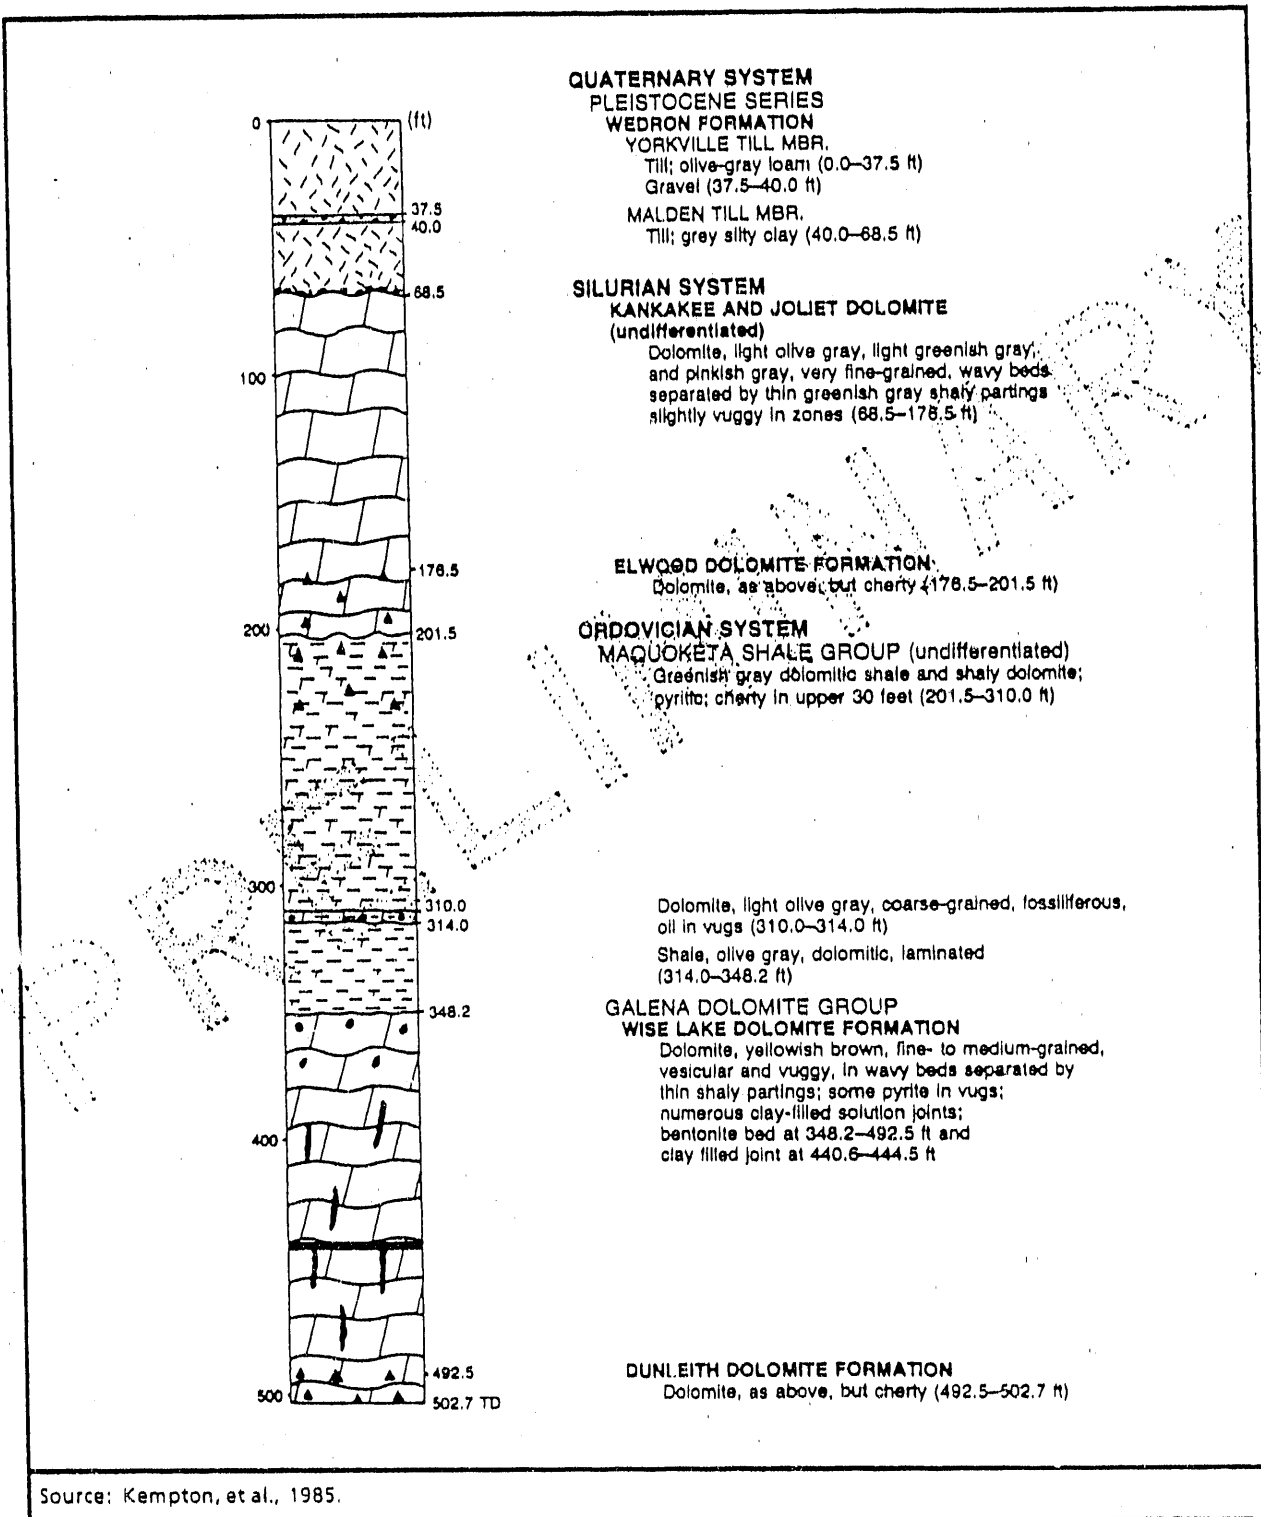 QUATERNARY SYSTEM
PLEISTOCENE SERIES
WEDRON FORMATION
YORKVILLE TILL MBR.
Till; olive-gray loam (0.0–37.5 ft)
Gravel (37.5–40.0 ft)
MALDEN TILL MBR.
Till; grey silty clay (40.0–68.5 ft)
SILURIAN SYSTEM
KANKAKEE AND JOLIET DOLOMITE
(undifferentiated)
Dolomite, light olive gray, light greenish gray,
and pinkish gray, very fine-grained, wavy beds
separated by thin greenish gray shaly partings
slightly vuggy in zones (68.5–176.5 ft)
ELWOOD DOLOMITE FORMATION
Dolomite, as above, but cherty (176.5–201.5 ft)
ORDOVICIAN SYSTEM
MAQUOKETA SHALE GROUP (undifferentiated)
Greenish gray dolomitic shale and shaly dolomite;
pyritic; cherty in upper 30 feet (201.5–310.0 ft)
Dolomite, light olive gray, coarse-grained, fossiliferous,
oil in vugs (310.0–314.0 ft)
Shale, olive gray, dolomitic, laminated
(314.0–348.2 ft)
GALENA DOLOMITE GROUP
WISE LAKE DOLOMITE FORMATION
Dolomite, yellowish brown, fine- to medium-grained,
vesicular and vuggy, in wavy beds separated by
thin shaly partings; some pyrite in vugs;
numerous clay-filled solution joints;
bentonite bed at 348.2–492.5 ft and
clay filled joint at 440.6–444.5 ft
DUNLEITH DOLOMITE FORMATION
Dolomite, as above, but cherty (492.5–502.7 ft)
0
(ft)
37.5
40.0
68.5
100
176.5
200
201.5
300
310.0
314.0
348.2
400
492.5
500
502.7 TD
PRELIMINARY
Source: Kempton, et al., 1985.